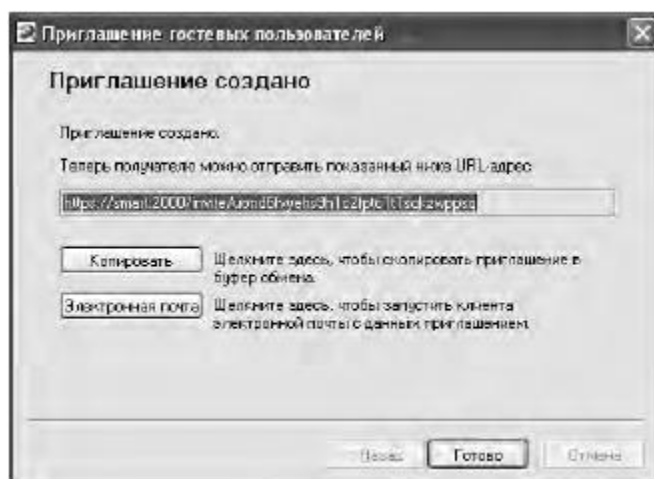 Приглашение гостевых пользователей
Приглашение создано
Приглашение создано.
Теперь получателю можно отправить показанный ниже URL-адрес
Копировать
Щелкните здесь, чтобы скопировать приглашение в
буфер обмена.
Электронная почта
Щелкните здесь, чтобы запустить клиента
электронной почты с данным приглашением.
Назад
Готово
Отмена